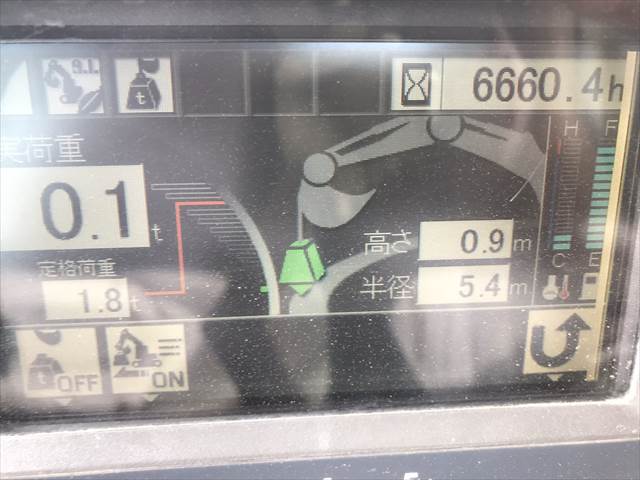 A.I.
t
6660.4h
実荷重
0.1 t
定格荷重
1.8 t
高さ 0.9 m
半径 5.4 m
H F
C E
t OFF
ON